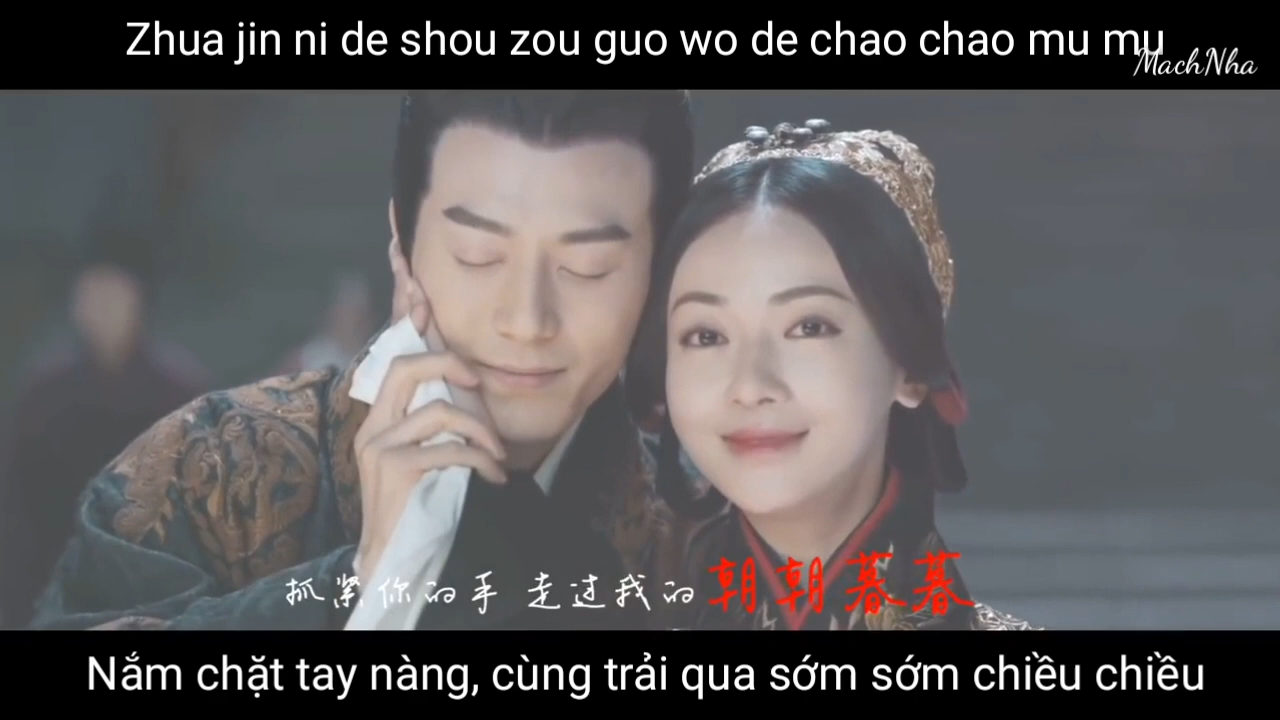 Zhua jin ni de shou zou guo wo de chao chao mu mu
MachNha
抓紧你的手 走过我的朝朝暮暮
Nắm chặt tay nàng, cùng trải qua sớm sớm chiều chiều